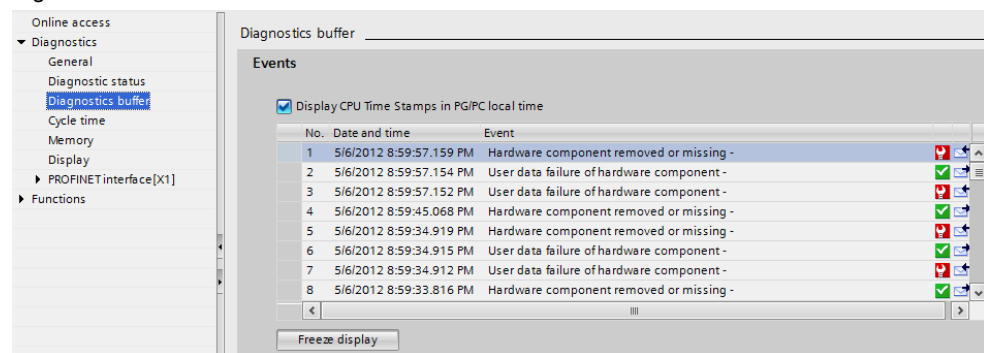 Online access
Diagnostics
General
Diagnostic status
Diagnostics buffer
Cycle time
Memory
Display
PROFINET interface [X1]
Functions
Diagnostics buffer
Events
Display CPU Time Stamps in PG/PC local time
No. Date and time Event
1 5/6/2012 8:59:57.159 PM Hardware component removed or missing -
2 5/6/2012 8:59:57.154 PM User data failure of hardware component -
3 5/6/2012 8:59:57.152 PM User data failure of hardware component -
4 5/6/2012 8:59:45.068 PM Hardware component removed or missing -
5 5/6/2012 8:59:34.919 PM Hardware component removed or missing -
6 5/6/2012 8:59:34.915 PM User data failure of hardware component -
7 5/6/2012 8:59:34.912 PM User data failure of hardware component -
8 5/6/2012 8:59:33.816 PM Hardware component removed or missing -
Freeze display